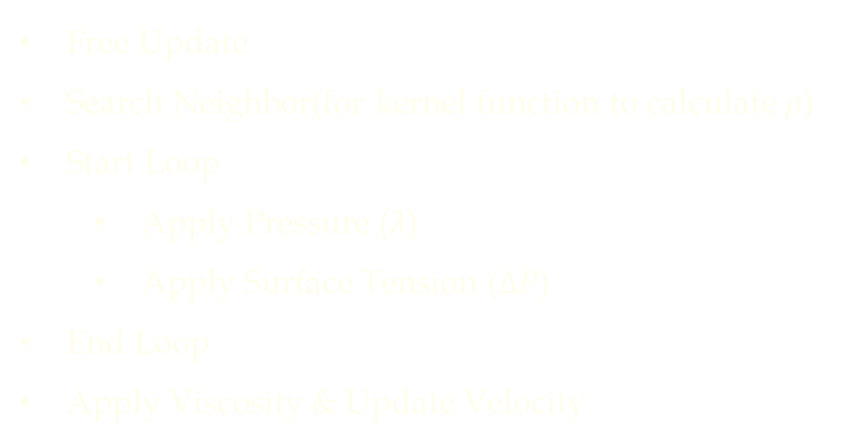 • Free Update
• Search Neighbor(for kernel function to calculate ρ)
• Start Loop
• Apply Pressure (λ)
• Apply Surface Tension (ΔP)
• End Loop
• Apply Viscosity & Update Velocity